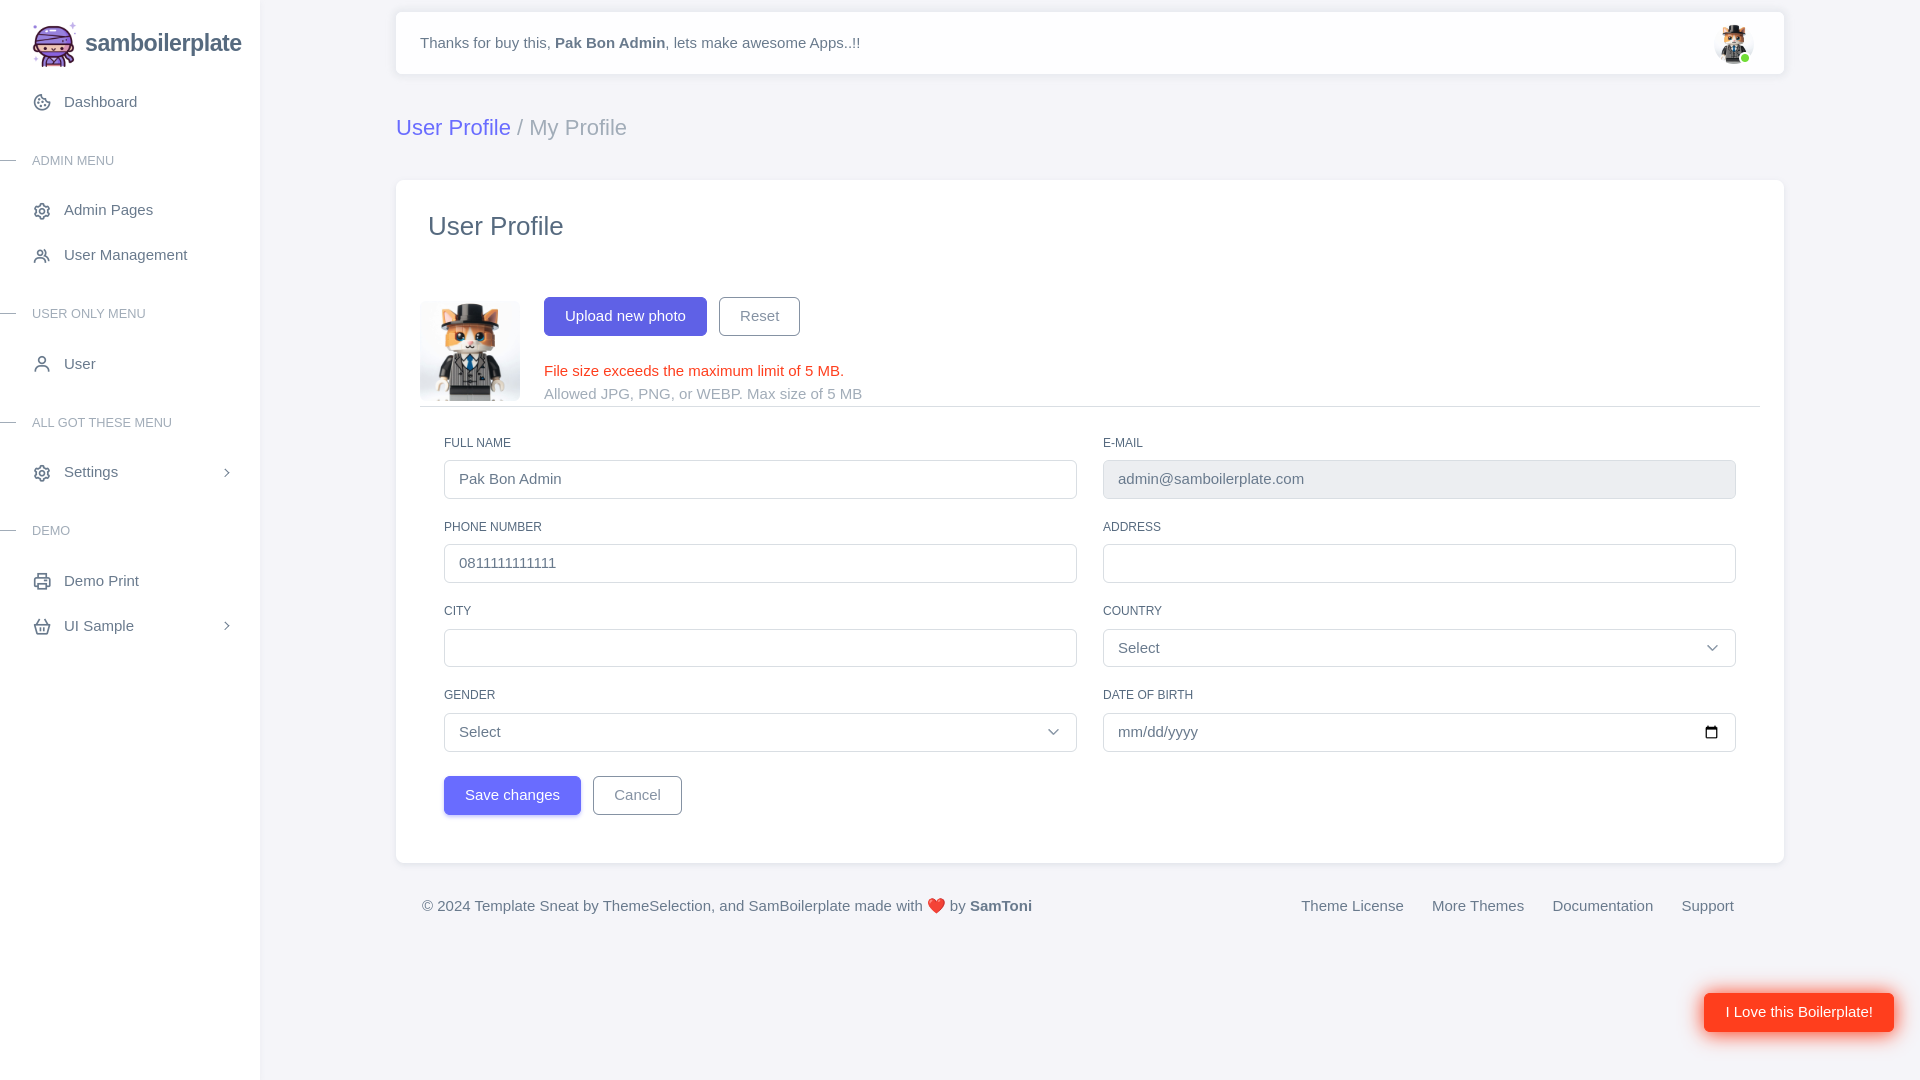 samboilerplate
Dashboard
ADMIN MENU
Admin Pages
User Management
USER ONLY MENU
User
ALL GOT THESE MENU
Settings
DEMO
Demo Print
UI Sample
Thanks for buy this, Pak Bon Admin, lets make awesome Apps..!!
User Profile / My Profile
User Profile
Upload new photo
Reset
File size exceeds the maximum limit of 5 MB.
Allowed JPG, PNG, or WEBP. Max size of 5 MB
FULL NAME
Pak Bon Admin
E-MAIL
admin@samboilerplate.com
PHONE NUMBER
0811111111111
ADDRESS
CITY
COUNTRY
Select
GENDER
Select
DATE OF BIRTH
mm/dd/yyyy
Save changes
Cancel
© 2024 Template Sneat by ThemeSelection, and SamBoilerplate made with ❤️ by SamToni
Theme License
More Themes
Documentation
Support
I Love this Boilerplate!